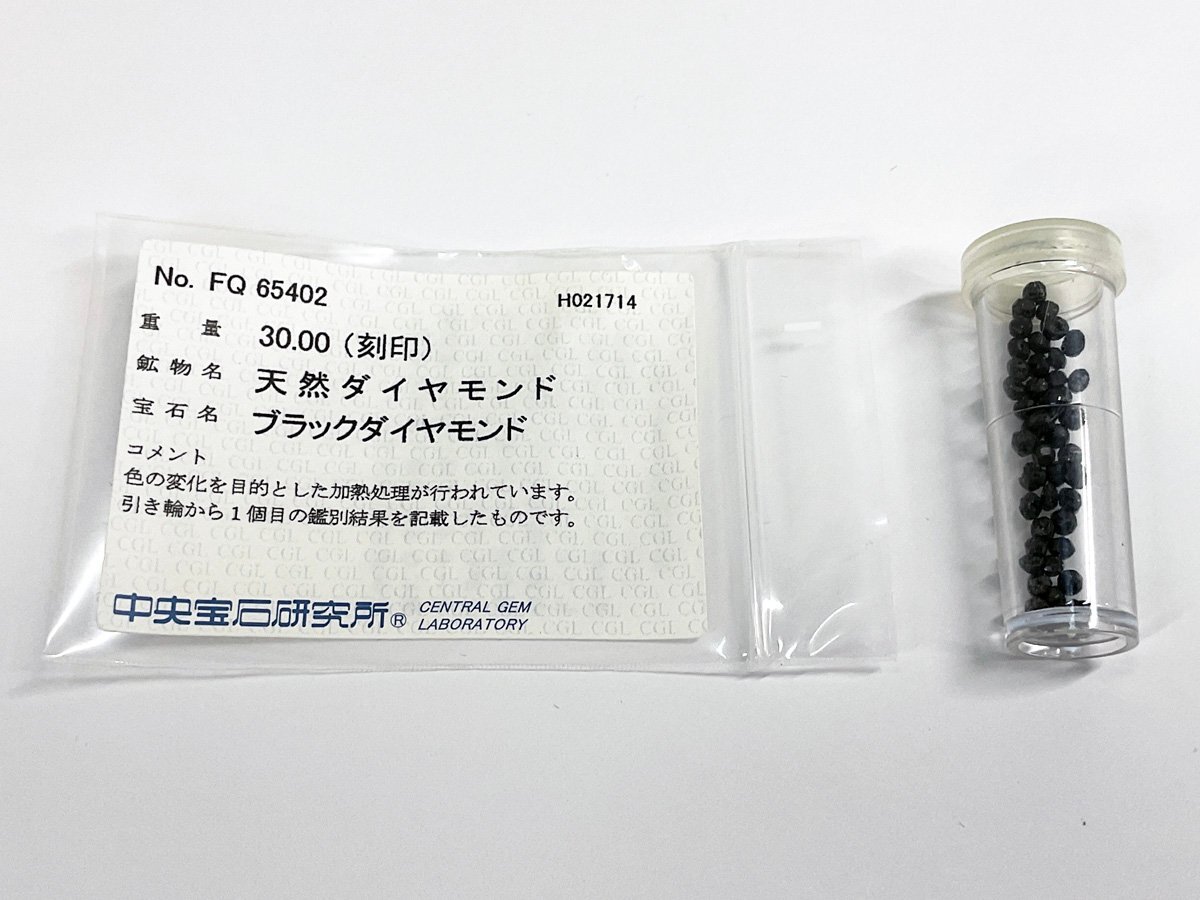 No. FQ 65402 H021714
重量 30.00（刻印）
鉱物名 天然ダイヤモンド
宝石名 ブラックダイヤモンド
コメント
色の変化を目的とした加熱処理が行われています。
引き輪から１個目の鑑別結果を記載したものです。
中央宝石研究所® CENTRAL GEM
LABORATORY